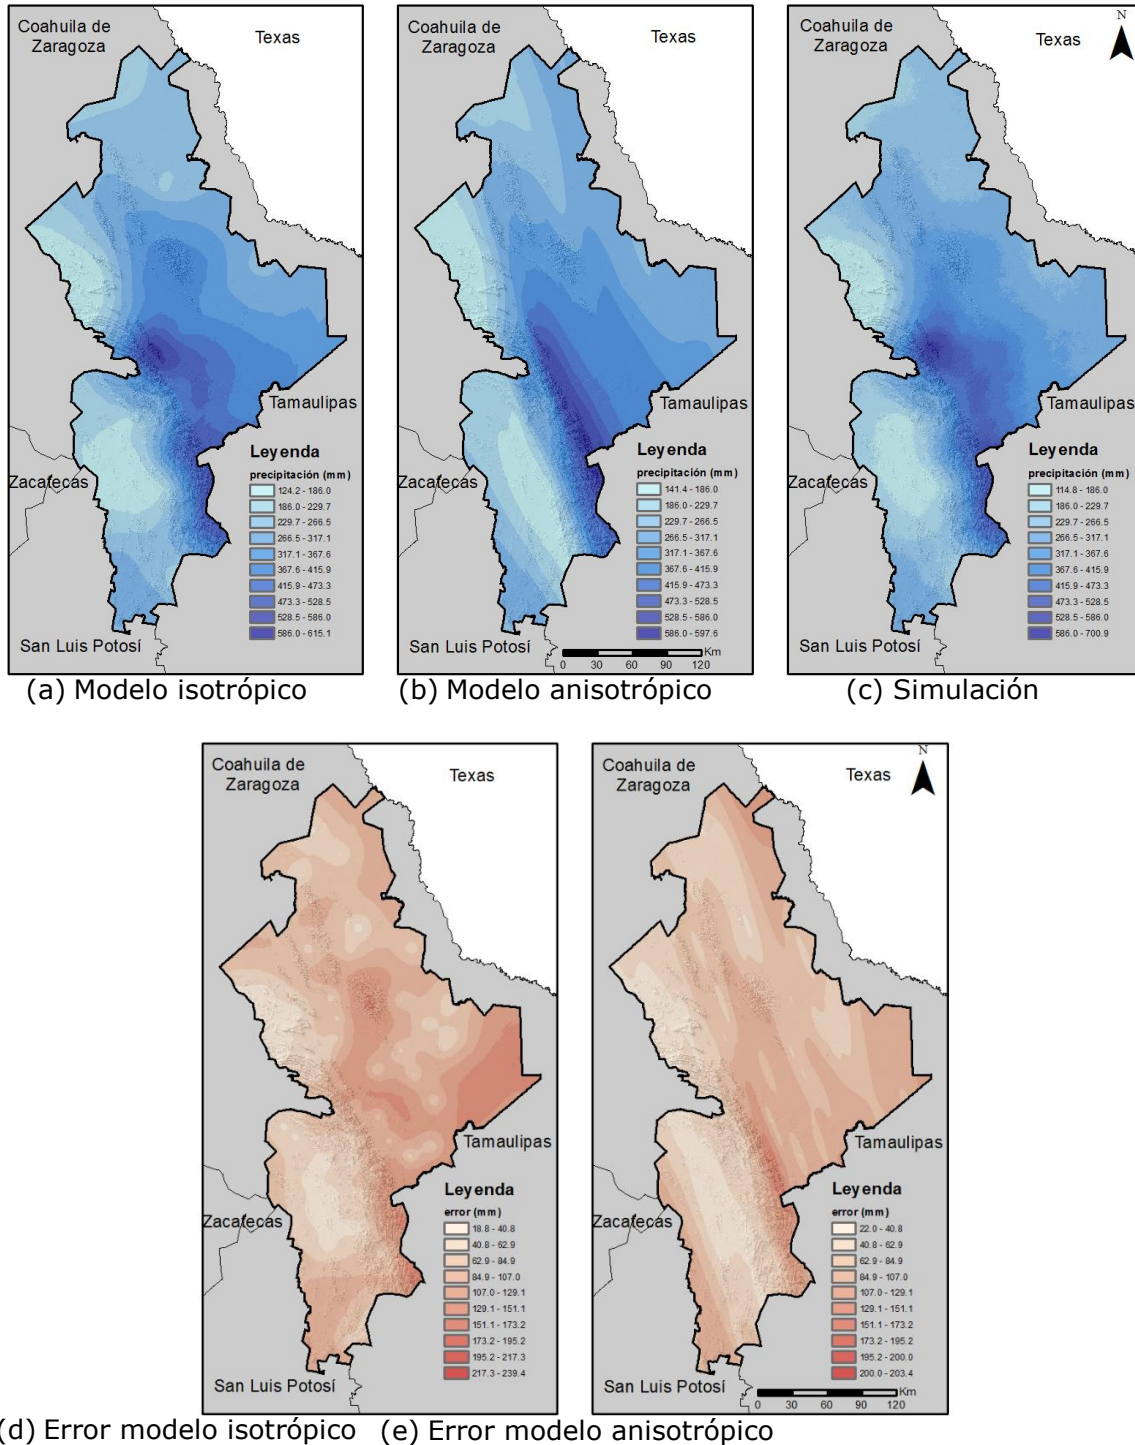 Coahuila de
Zaragoza
Texas
Tamaulipas
Zacatecas
San Luis Potosí
Leyenda
precipitación (mm)
124.2 - 186.0
186.0 - 229.7
229.7 - 266.5
266.5 - 317.1
317.1 - 367.6
367.6 - 415.9
415.9 - 473.3
473.3 - 528.5
528.5 - 586.0
586.0 - 615.1
(a) Modelo isotrópico
Coahuila de
Zaragoza
Texas
Tamaulipas
Zacatecas
San Luis Potosí
Leyenda
precipitación (mm)
141.4 - 186.0
186.0 - 229.7
229.7 - 266.5
266.5 - 317.1
317.1 - 367.6
367.6 - 415.9
415.9 - 473.3
473.3 - 528.5
528.5 - 586.0
586.0 - 597.6
Km
0 30 60 90 120
(b) Modelo anisotrópico
Coahuila de
Zaragoza
Texas
N
Tamaulipas
Zacatecas
San Luis Potosí
Leyenda
precipitación (mm)
114.8 - 186.0
186.0 - 229.7
229.7 - 266.5
266.5 - 317.1
317.1 - 367.6
367.6 - 415.9
415.9 - 473.3
473.3 - 528.5
528.5 - 586.0
586.0 - 700.9
(c) Simulación
Coahuila de
Zaragoza
Texas
Tamaulipas
Zacatecas
San Luis Potosí
Leyenda
error (mm)
18.8 - 40.8
40.8 - 62.9
62.9 - 84.9
84.9 - 107.0
107.0 - 129.1
129.1 - 151.1
151.1 - 173.2
173.2 - 195.2
195.2 - 217.3
217.3 - 239.4
(d) Error modelo isotrópico
Coahuila de
Zaragoza
Texas
N
Tamaulipas
Zacatecas
San Luis Potosí
Leyenda
error (mm)
22.0 - 40.8
40.8 - 62.9
62.9 - 84.9
84.9 - 107.0
107.0 - 129.1
129.1 - 151.1
151.1 - 173.2
173.2 - 195.2
195.2 - 200.0
200.0 - 203.4
Km
0 30 60 90 120
(e) Error modelo anisotrópico